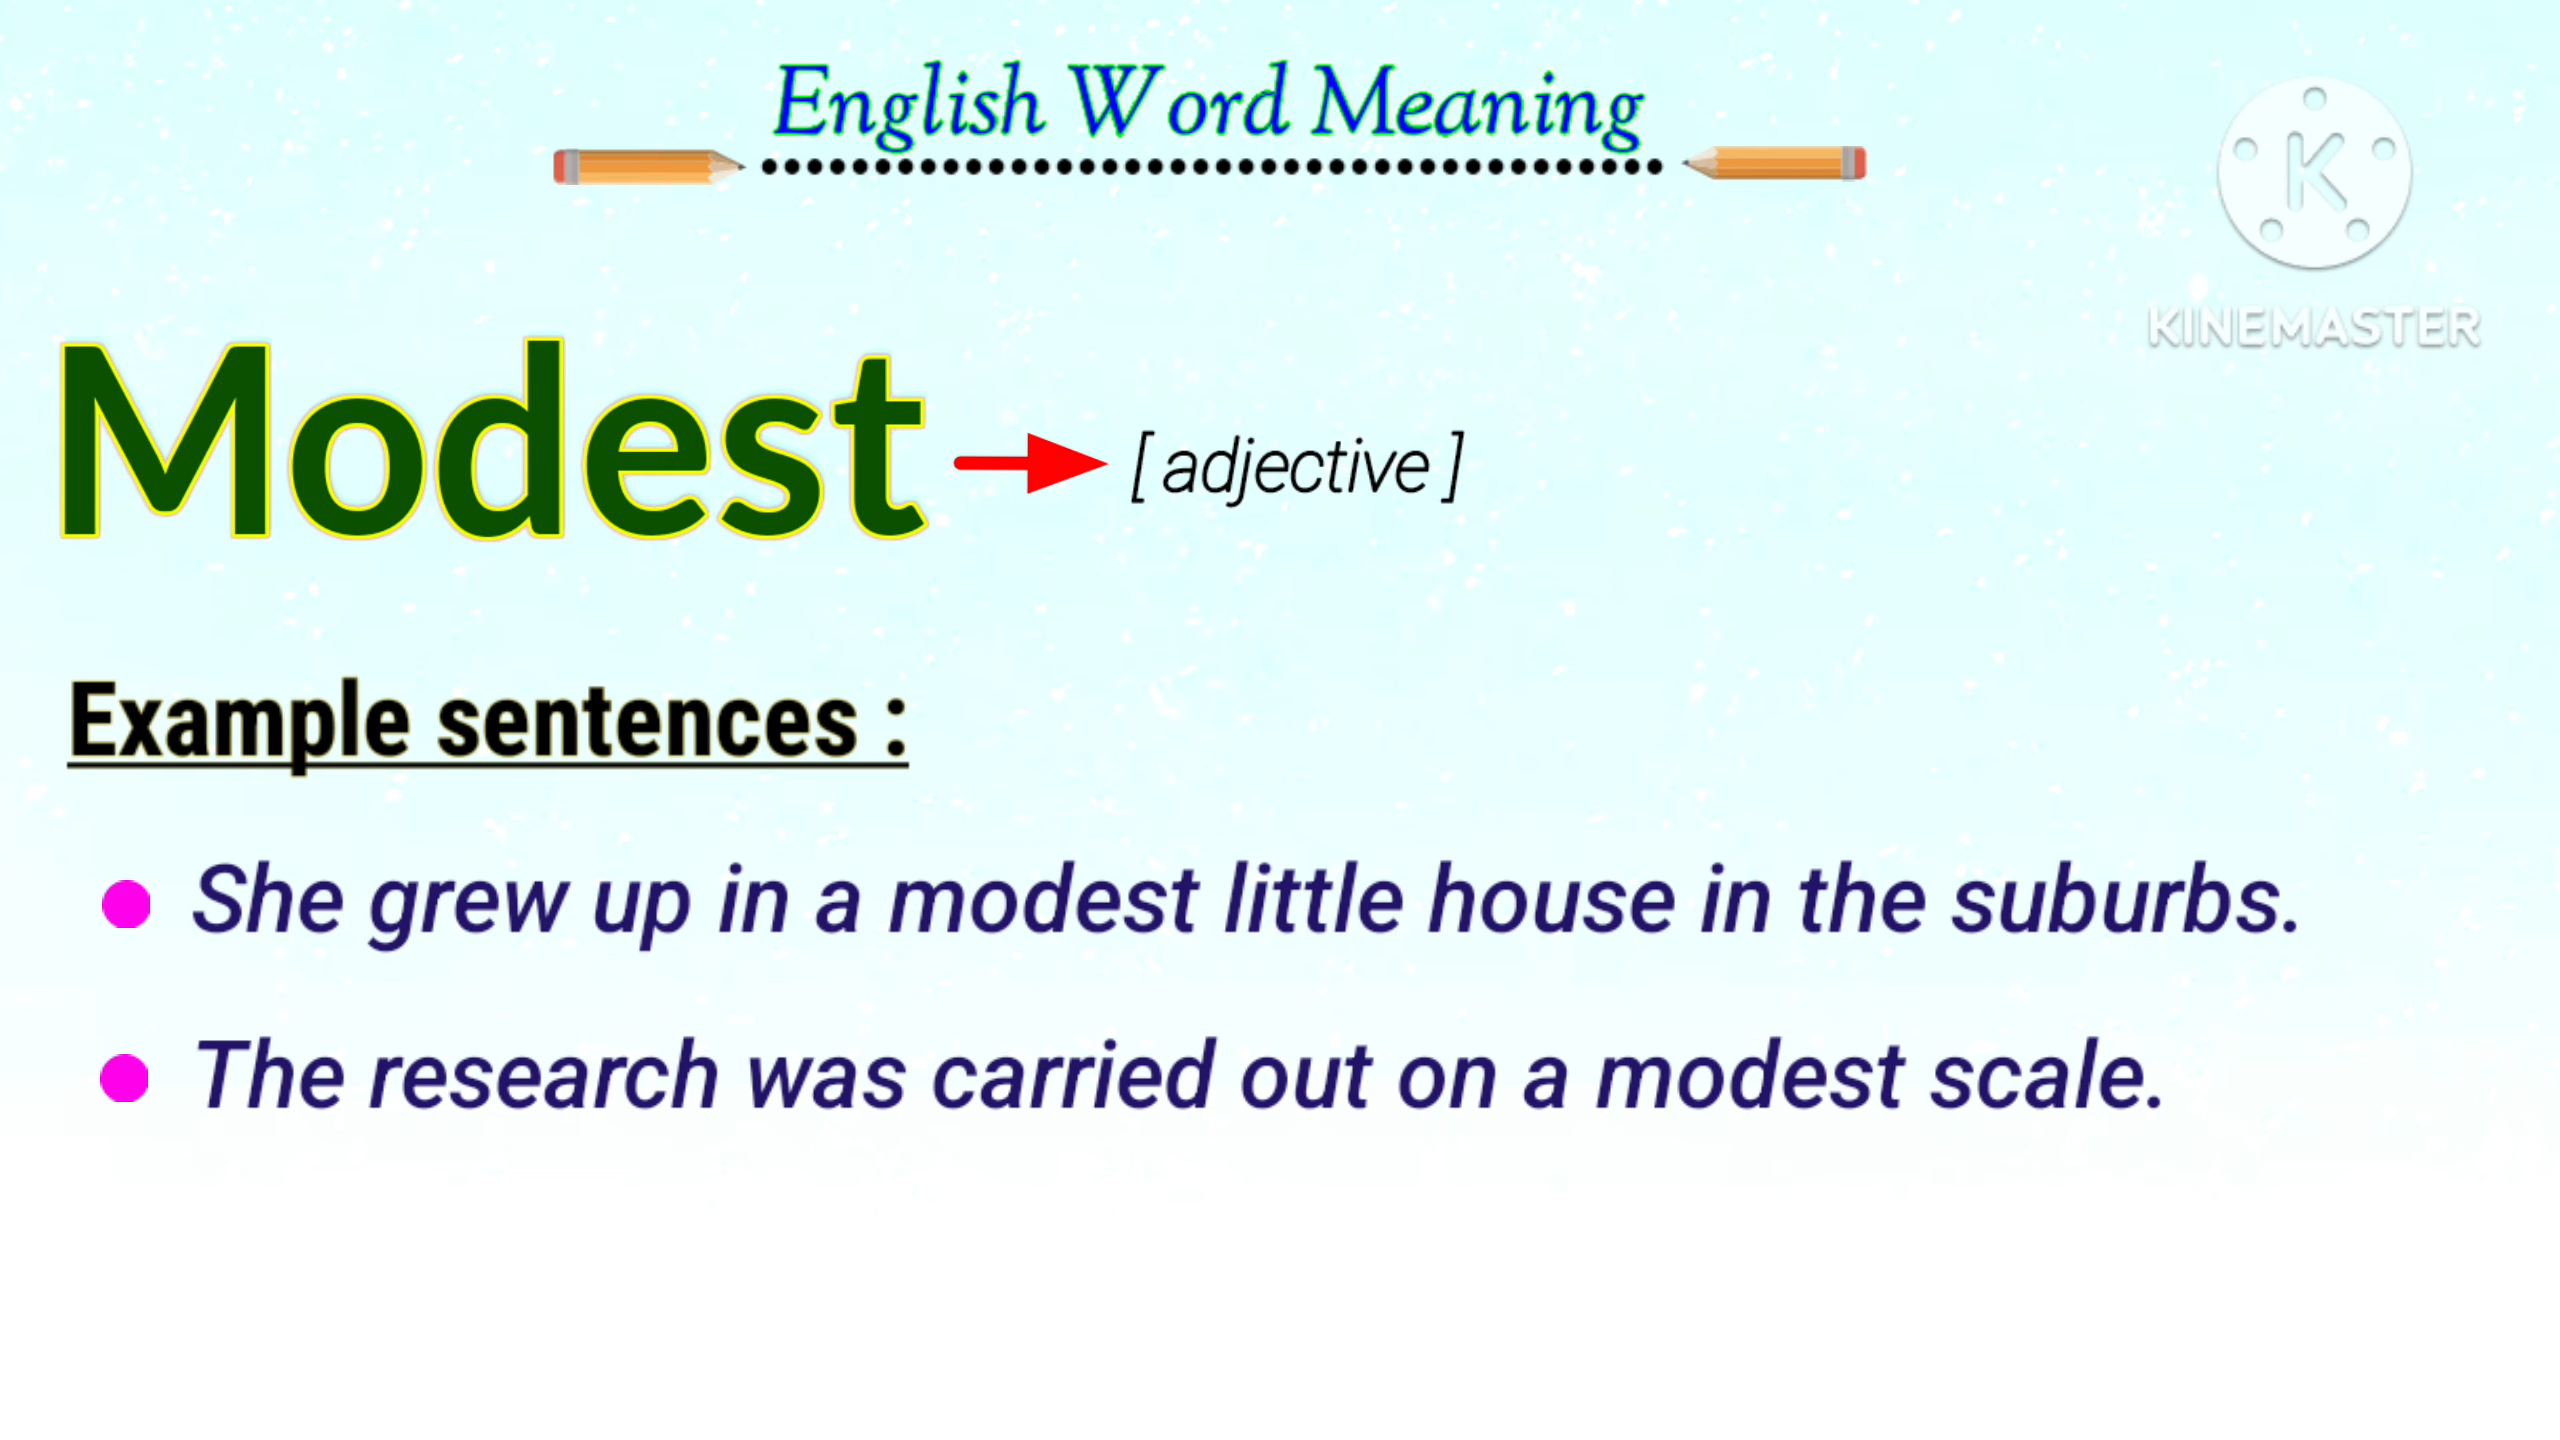 English Word Meaning
K
KINEMASTER
Modest [ adjective ]
Example sentences :
She grew up in a modest little house in the suburbs.
The research was carried out on a modest scale.